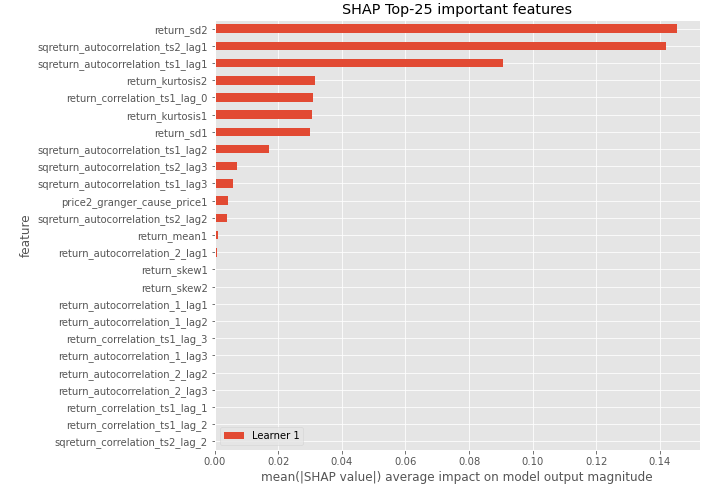 SHAP Top-25 important features
feature
return_sd2
sqreturn_autocorrelation_ts2_lag1
sqreturn_autocorrelation_ts1_lag1
return_kurtosis2
return_correlation_ts1_lag_0
return_kurtosis1
return_sd1
sqreturn_autocorrelation_ts1_lag2
sqreturn_autocorrelation_ts2_lag3
sqreturn_autocorrelation_ts1_lag3
price2_granger_cause_price1
sqreturn_autocorrelation_ts2_lag2
return_mean1
return_autocorrelation_2_lag1
return_skew1
return_skew2
return_autocorrelation_1_lag1
return_autocorrelation_1_lag2
return_correlation_ts1_lag_3
return_autocorrelation_1_lag3
return_autocorrelation_2_lag2
return_autocorrelation_2_lag3
return_correlation_ts1_lag_1
return_correlation_ts1_lag_2
sqreturn_correlation_ts2_lag_2
Learner 1
0.00 0.02 0.04 0.06 0.08 0.10 0.12 0.14
mean(|SHAP value|) average impact on model output magnitude